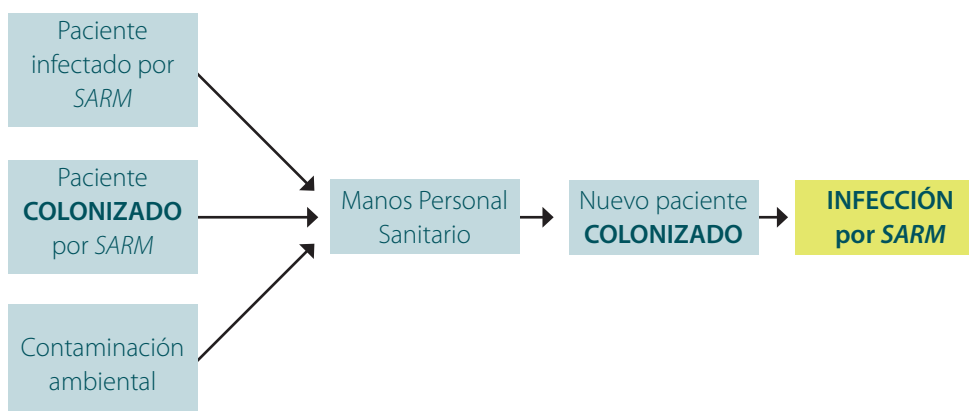 Paciente
infectado por
SARM
Paciente
COLONIZADO
por SARM
Contaminación
ambiental
Manos Personal
Sanitario
Nuevo paciente
COLONIZADO
INFECCIÓN
por SARM